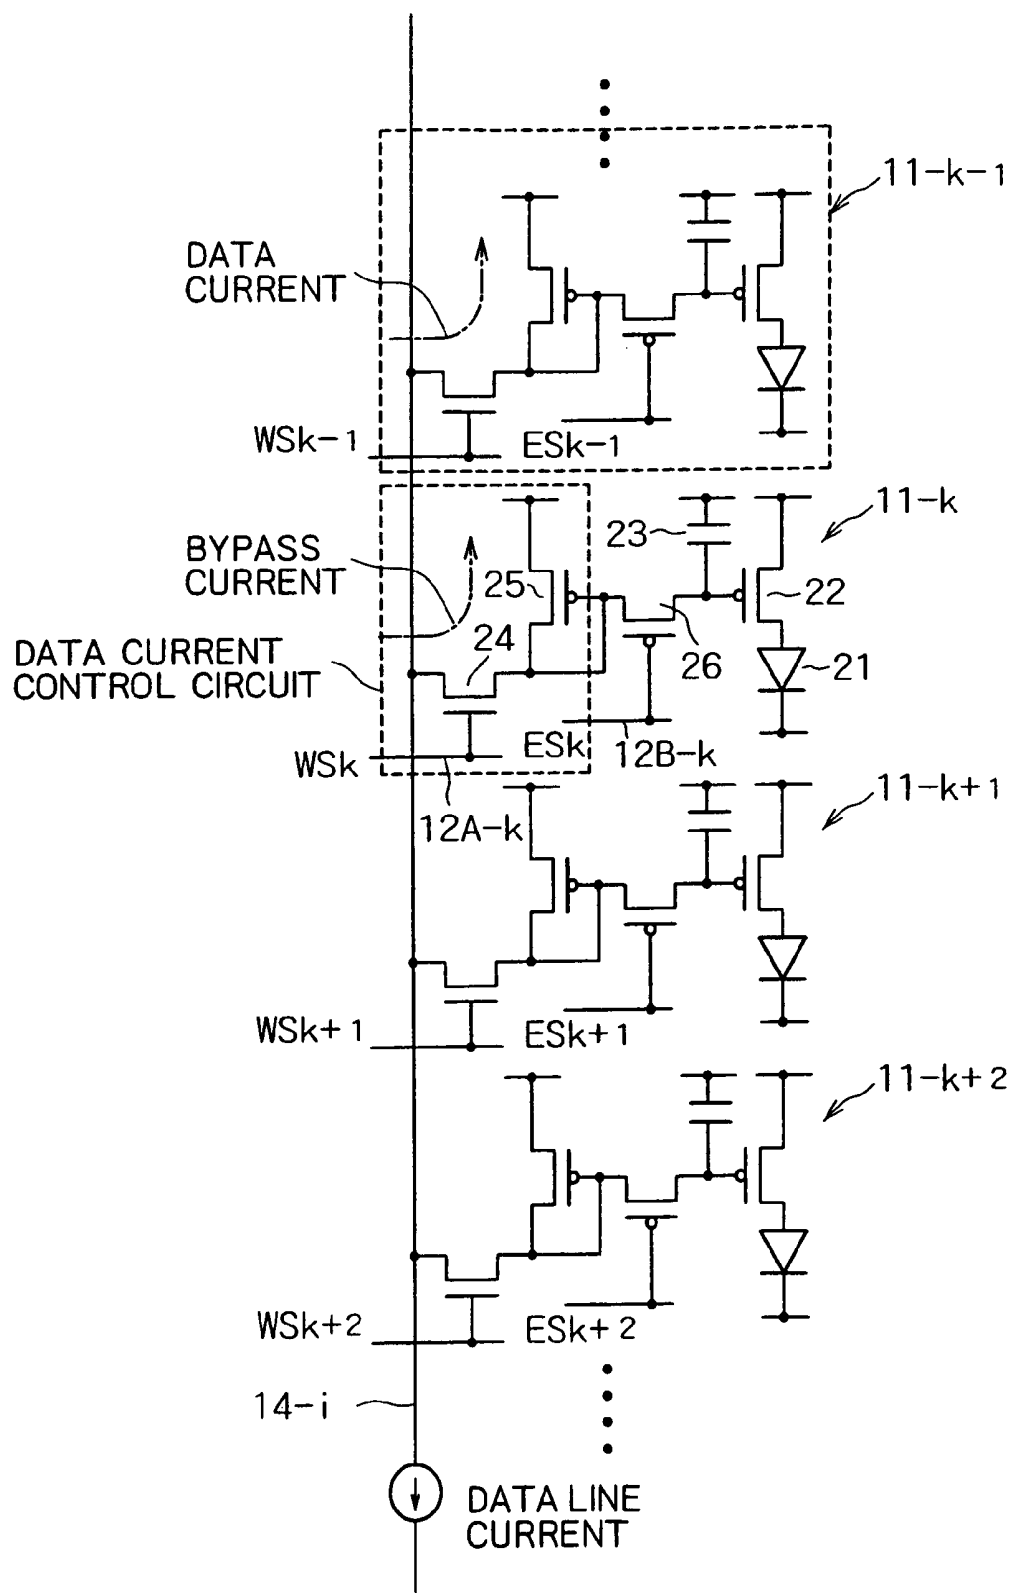 11-k-1
DATA
CURRENT
WSk-1
ESk-1
11-k
23
BYPASS
CURRENT
25
22
24
DATA CURRENT
CONTROL CIRCUIT
26
21
ESk
12B-k
WSk
12A-k
11-k+1
WSk+1
ESk+1
11-k+2
WSk+2
ESk+2
14-i
DATA LINE
CURRENT